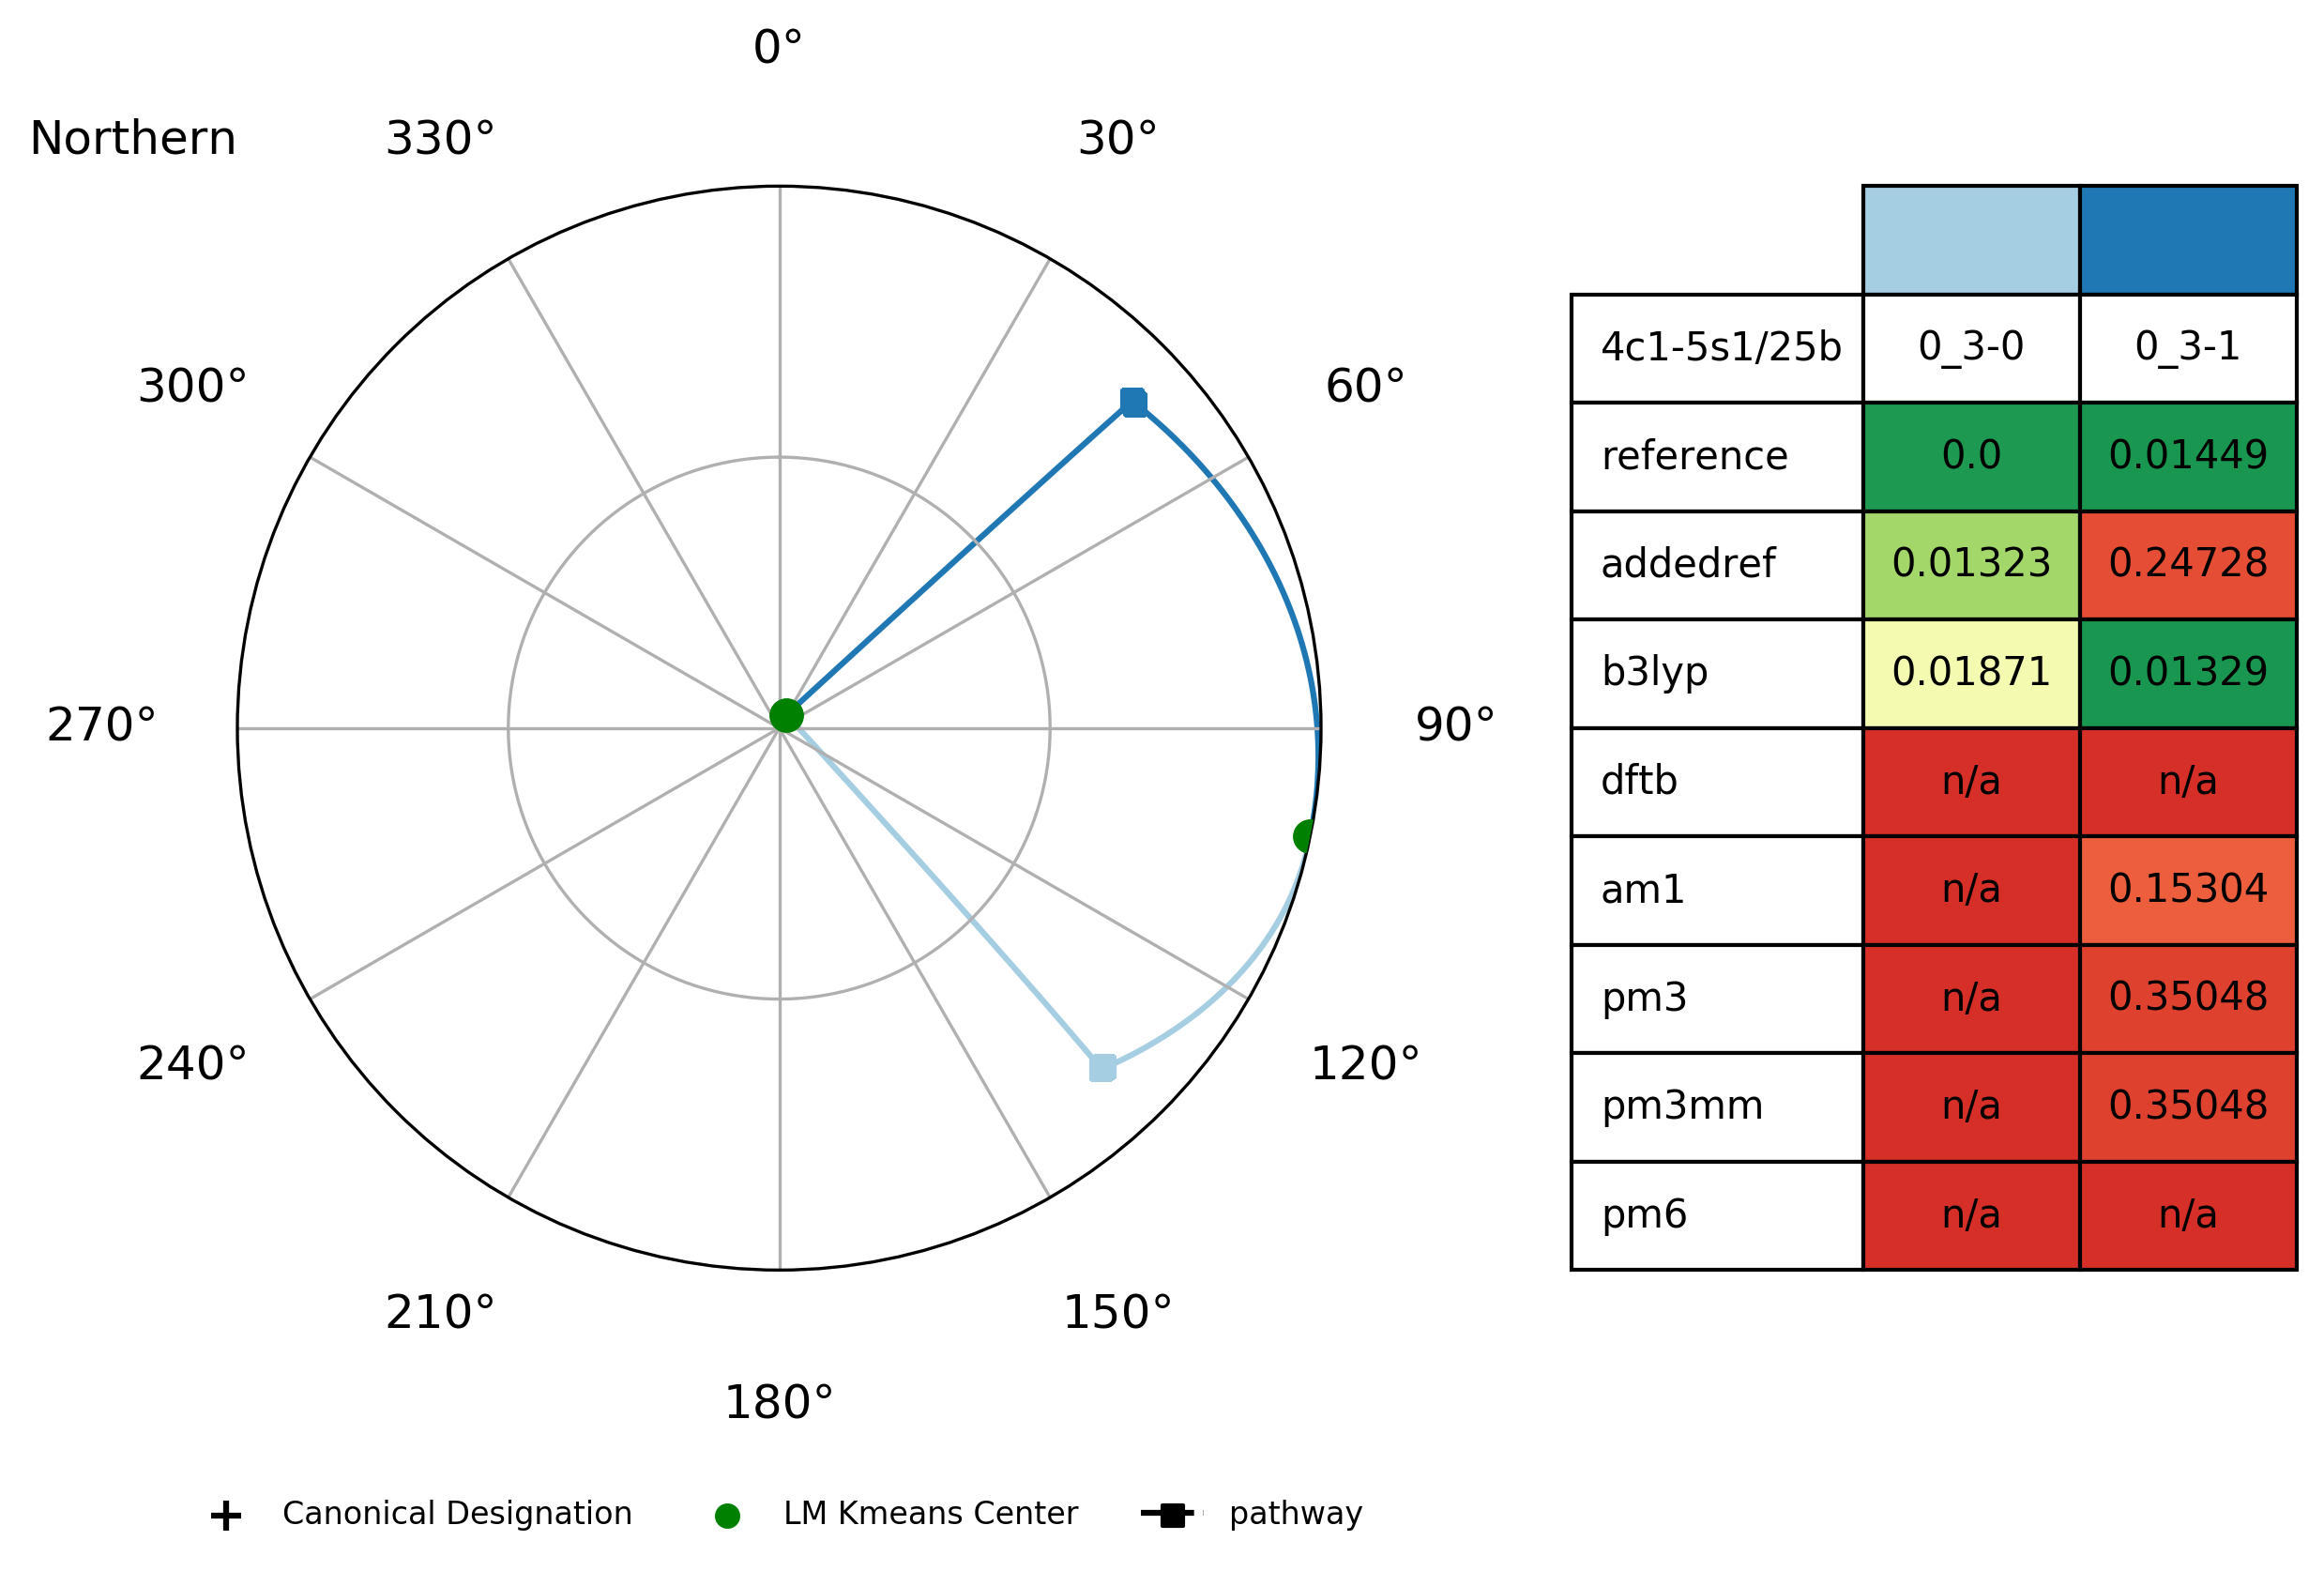 0°
Northern
330°
30°
300°
60°
270°
90°
240°
120°
210°
150°
180°
4c1-5s1/25b 0_3-0 0_3-1
reference 0.0 0.01449
addedref 0.01323 0.24728
b3lyp 0.01871 0.01329
dftb n/a n/a
am1 n/a 0.15304
pm3 n/a 0.35048
pm3mm n/a 0.35048
pm6 n/a n/a
Canonical Designation LM Kmeans Center pathway